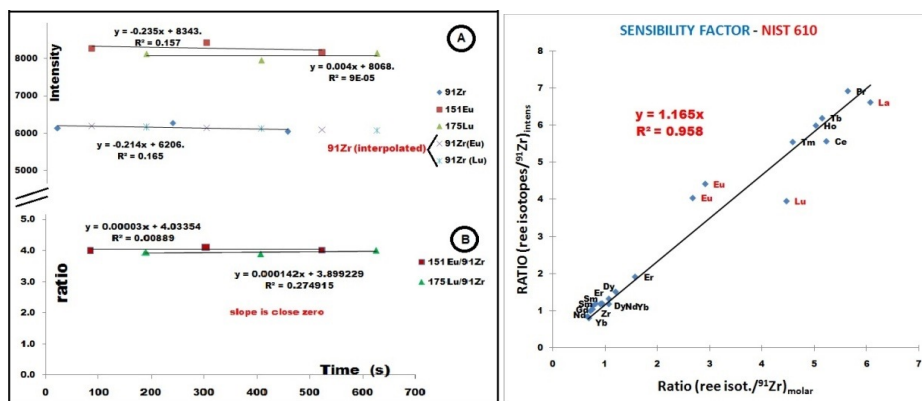 y = -0.235x + 8343.
R² = 0.157
A
8000
y = 0.004x + 8068.
R² = 9E-05
Intensity
7000
91Zr
151Eu
175Lu
6000
y = -0.214x + 6206.
R² = 0.165
91Zr (interpolated)
91Zr(Eu)
91Zr (Lu)
5000
5.0
y = 0.00003x + 4.03354
R² = 0.00889
B
4.0
151 Eu/91Zr
175 Lu/91Zr
3.0
y = 0.000142x + 3.899229
R² = 0.274915
ratio
2.0
slope is close zero
1.0
Time (s)
0.0
0 100 200 300 400 500 600 700
SENSIBILITY FACTOR - NIST 610
RATIO (ree isotopes/⁹¹Zr)intens
7
Pr
La
y = 1.165x
R² = 0.958
6
Tb
Ho
Tm
Ce
5
Eu
4
Eu
Lu
3
2
Er
Dy
Er
Sm
Sm
Gd
DyNdYb
1
Nd
Zr
Yb
0
0 1 2 3 4 5 6 7
Ratio (ree isot./⁹¹Zr)molar